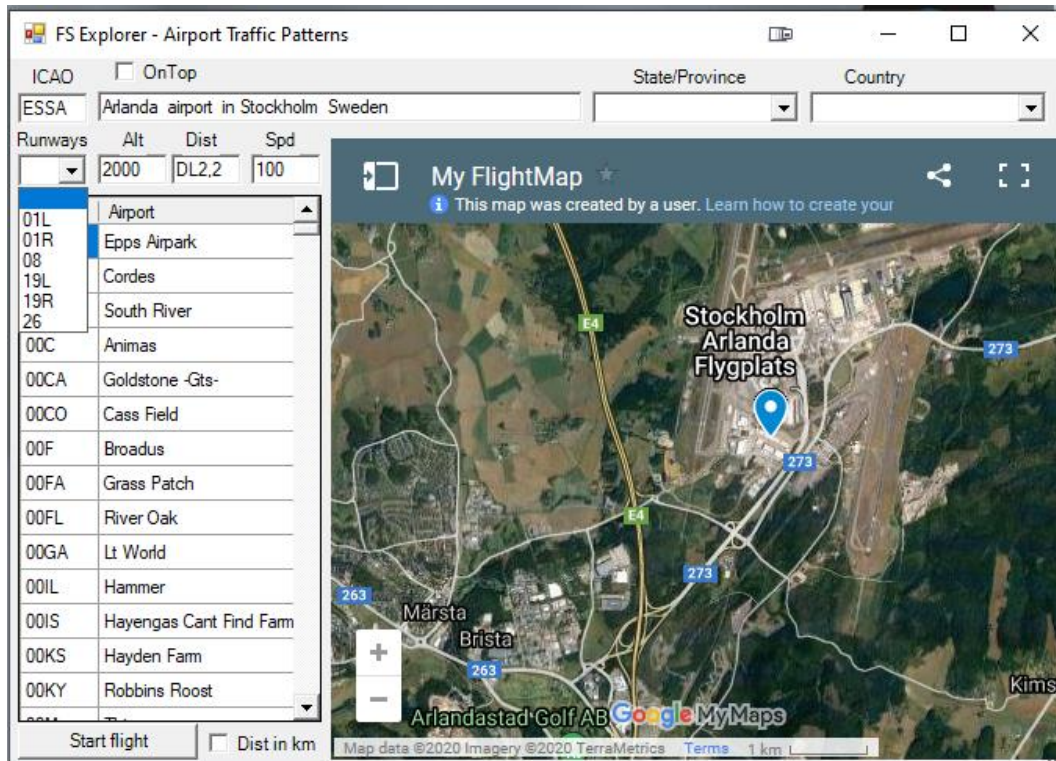 FS Explorer - Airport Traffic Patterns
ICAO
OnTop
State/Province
Country
ESSA
Arlanda airport in Stockholm Sweden
Runways
Alt
Dist
Spd
2000
DL2,2
100
01L
01R
08
19L
19R
26
Airport
Epps Airpark
Cordes
South River
00C Animas
00CA Goldstone -Gts-
00CO Cass Field
00F Broadus
00FA Grass Patch
00FL River Oak
00GA Lt World
00IL Hammer
00IS Hayengas Cant Find Farm
00KS Hayden Farm
00KY Robbins Roost
Start flight
Dist in km
My FlightMap
This map was created by a user. Learn how to create your
E4
Stockholm
Arlanda
Flygplats
273
273
E4
273
263
Märsta
Brista
263
Kims
Arlandastad Golf AB
Google My Maps
Map data ©2020 Imagery ©2020 TerraMetrics
Terms
1 km